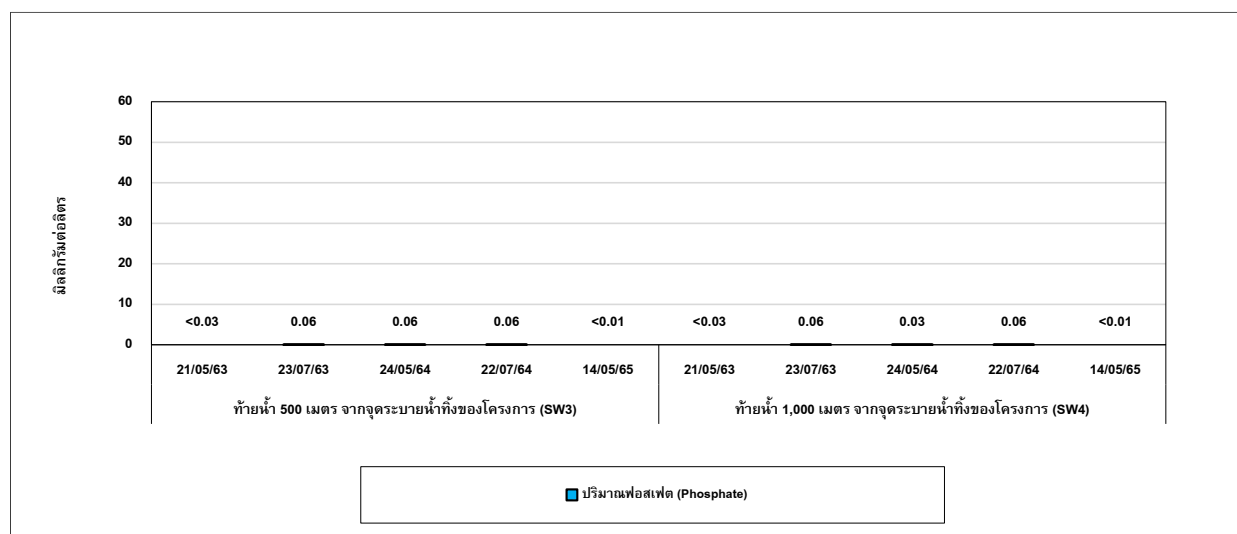 มิลลิกรัมต่อลิตร
60
50
40
30
20
10
0
<0.03 0.06 0.06 0.06 <0.01 <0.03 0.06 0.03 0.06 <0.01
21/05/63 23/07/63 24/05/64 22/07/64 14/05/65 21/05/63 23/07/63 24/05/64 22/07/64 14/05/65
ท้ายน้ำ 500 เมตร จากจุดระบายน้ำทิ้งของโครงการ (SW3) ท้ายน้ำ 1,000 เมตร จากจุดระบายน้ำทิ้งของโครงการ (SW4)
ปริมาณฟอสเฟต (Phosphate)